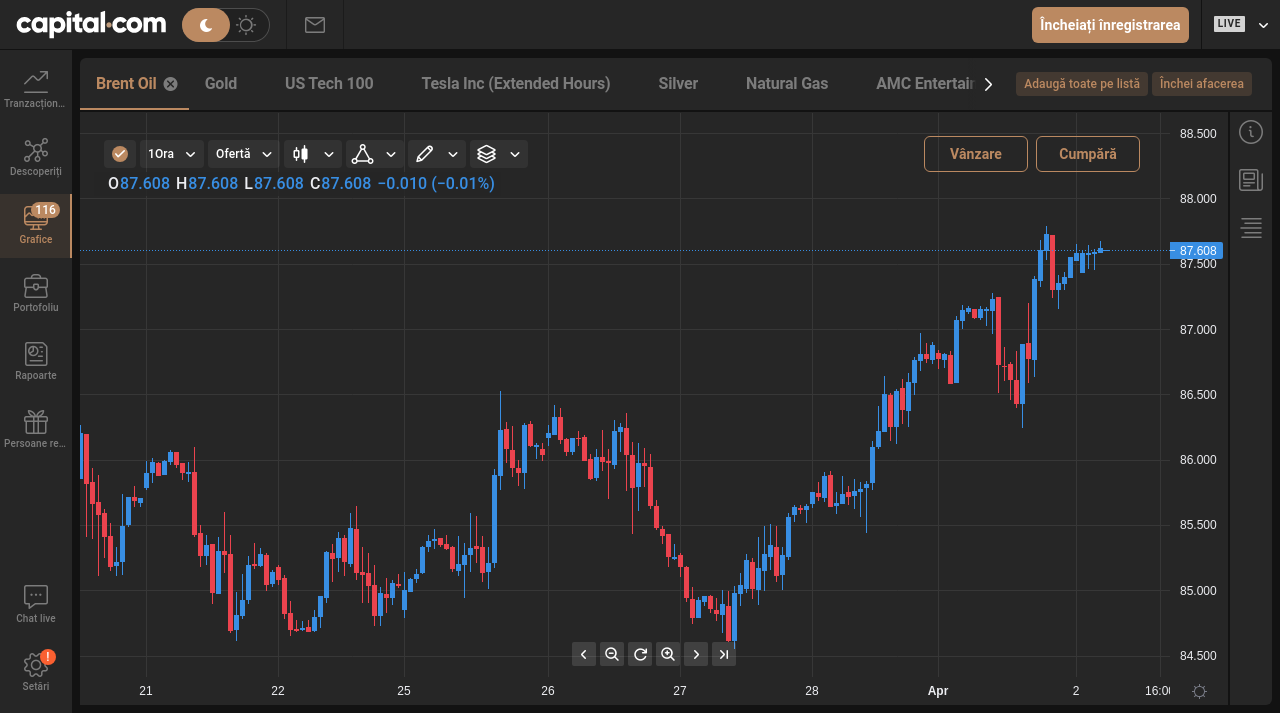 capital.com
Încheiați înregistrarea
LIVE
Tranzacțion...
Descoperiți
116
Grafice
Portofoliu
Rapoarte
Persoane re...
Chat live
!
Setări
Brent Oil
Gold
US Tech 100
Tesla Inc (Extended Hours)
Silver
Natural Gas
AMC Entertain
Adaugă toate pe listă
Închei afacerea
1Ora
Ofertă
Vânzare
Cumpără
O87.608 H87.608 L87.608 C87.608 −0.010 (−0.01%)
88.500
88.000
87.608
87.500
87.000
86.500
86.000
85.500
85.000
84.500
21 22 25 26 27 28 Apr 2 16:00